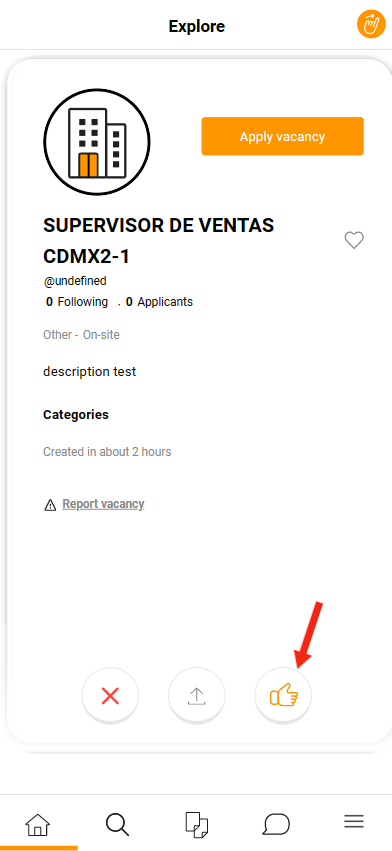 Explore
Apply vacancy
SUPERVISOR DE VENTAS
CDMX2-1
@undefined
0 Following . 0 Applicants
Other - On-site
description test
Categories
Created in about 2 hours
Report vacancy